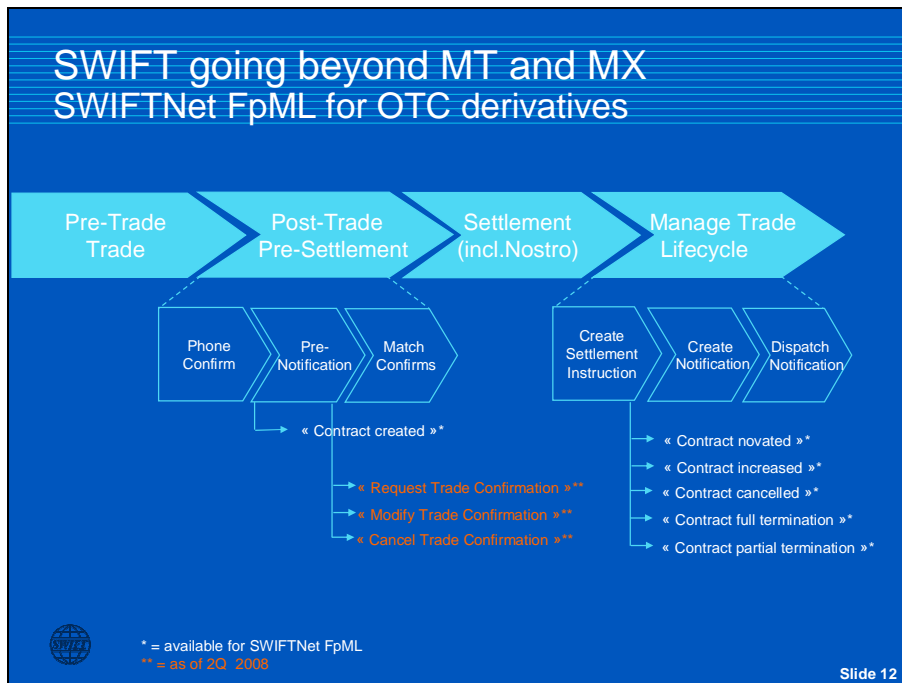 SWIFT going beyond MT and MX
SWIFTNet FpML for OTC derivatives
Pre-Trade
Trade
Post-Trade
Pre-Settlement
Settlement
(incl.Nostro)
Manage Trade
Lifecycle
Phone
Confirm
Pre-
Notification
Match
Confirms
Create
Settlement
Instruction
Create
Notification
Dispatch
Notification
« Contract created »*
« Request Trade Confirmation »**
« Modify Trade Confirmation »**
« Cancel Trade Confirmation »**
« Contract novated »*
« Contract increased »*
« Contract cancelled »*
« Contract full termination »*
« Contract partial termination »*
SWIFT
* = available for SWIFTNet FpML
** = as of 2Q 2008
Slide 12